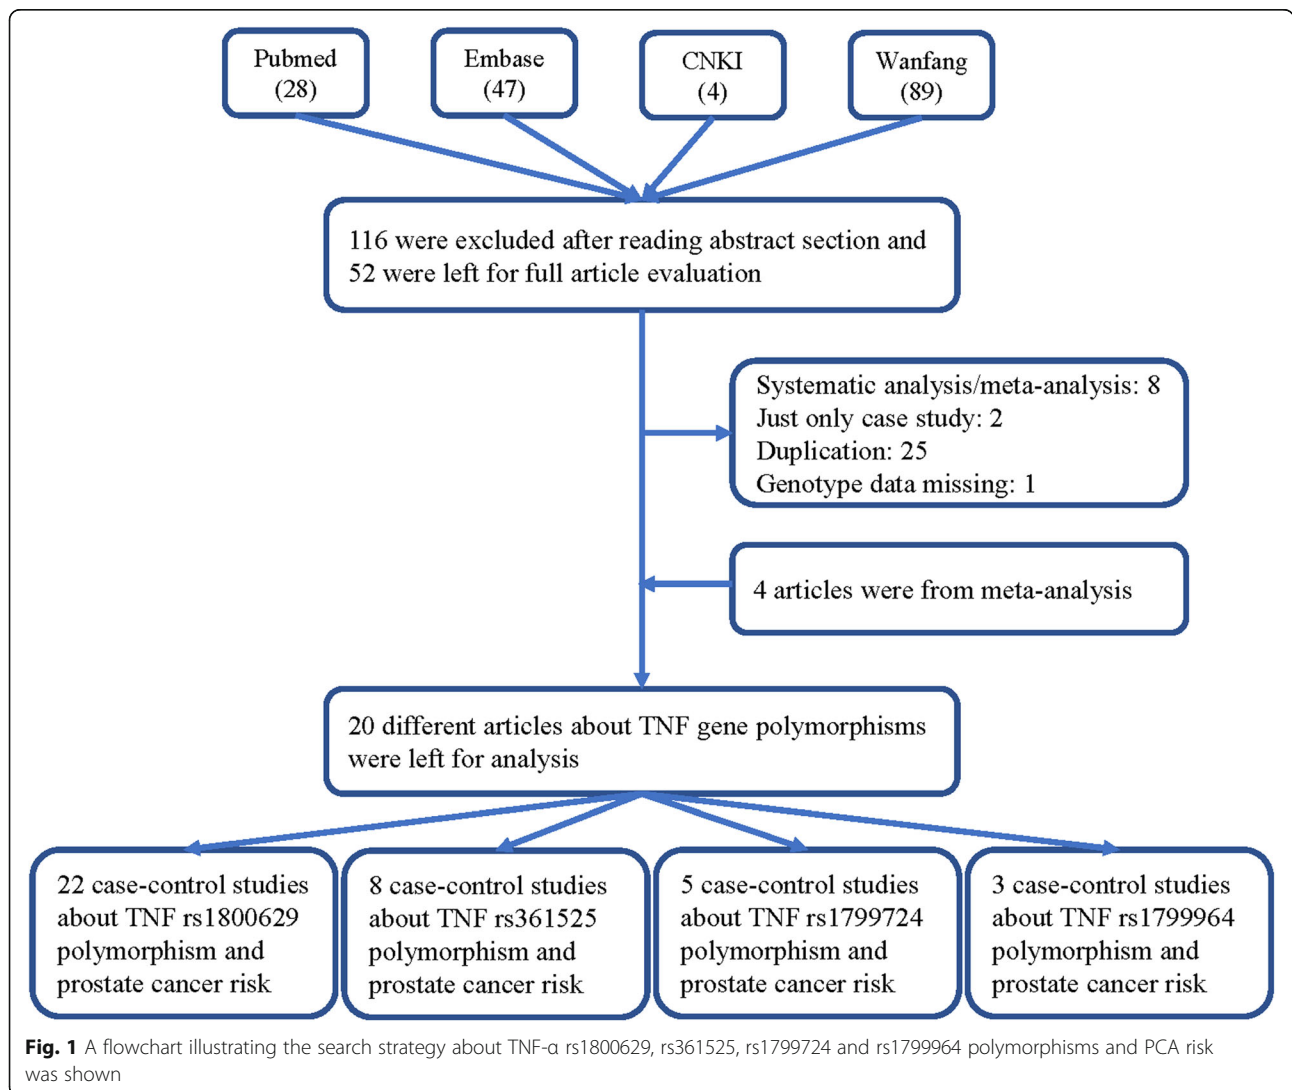 Pubmed
(28)
Embase
(47)
CNKI
(4)
Wanfang
(89)
116 were excluded after reading abstract section and
52 were left for full article evaluation
Systematic analysis/meta-analysis: 8
Just only case study: 2
Duplication: 25
Genotype data missing: 1
4 articles were from meta-analysis
20 different articles about TNF gene polymorphisms
were left for analysis
22 case-control studies
about TNF rs1800629
polymorphism and
prostate cancer risk
8 case-control studies
about TNF rs361525
polymorphism and
prostate cancer risk
5 case-control studies
about TNF rs1799724
polymorphism and
prostate cancer risk
3 case-control studies
about TNF rs1799964
polymorphism and
prostate cancer risk
Fig. 1 A flowchart illustrating the search strategy about TNF-α rs1800629, rs361525, rs1799724 and rs1799964 polymorphisms and PCA risk
was shown